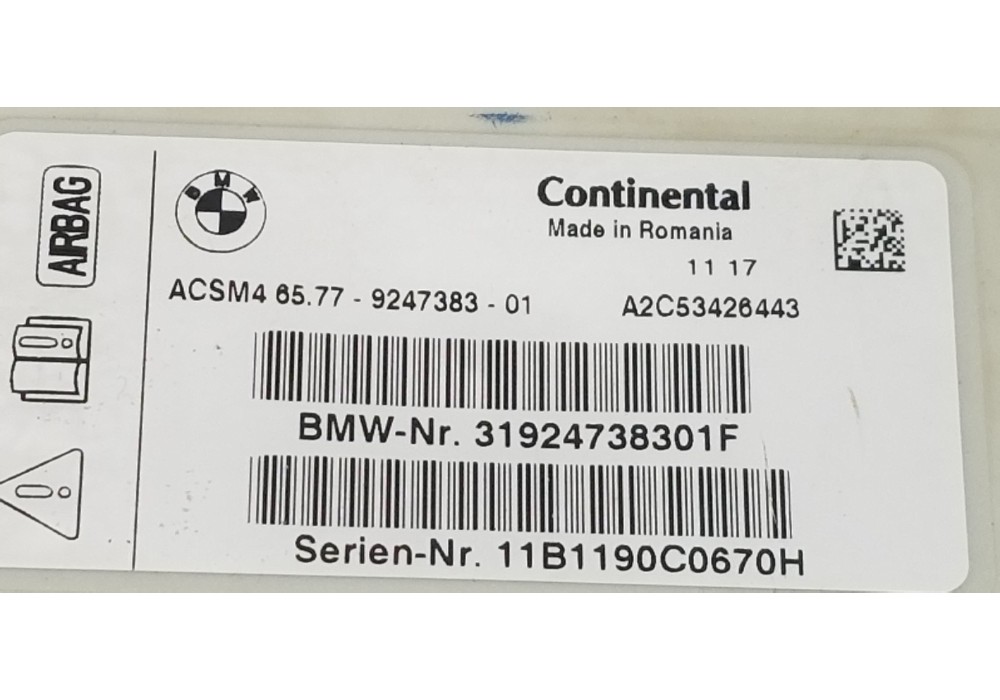 AIRBAG
BMW
Continental
Made in Romania
11 17
ACSM4 65.77 - 9247383 - 01
A2C53426443
BMW-Nr. 31924738301F
Serien-Nr. 11B1190C0670H